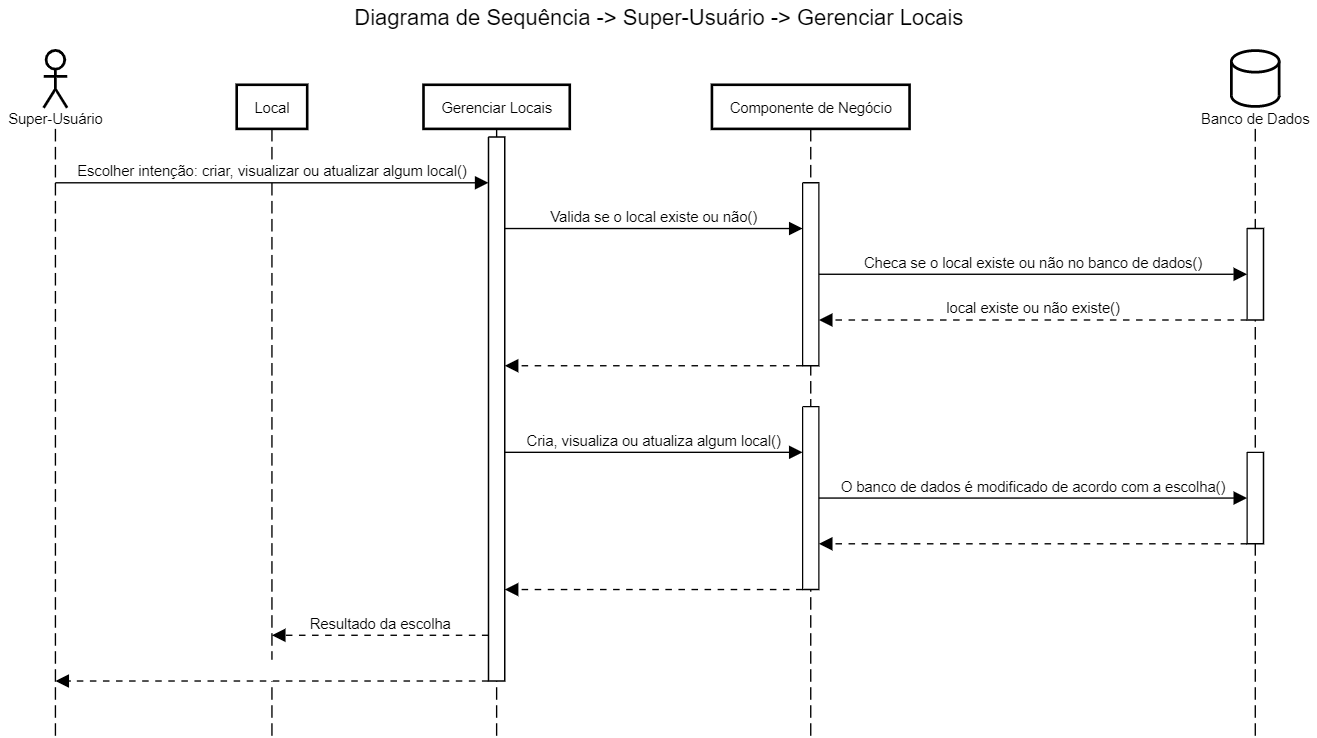 Diagrama de Sequência -> Super-Usuário -> Gerenciar Locais
Super-Usuário
Local
Gerenciar Locais
Componente de Negócio
Banco de Dados
Escolher intenção: criar, visualizar ou atualizar algum local()
Valida se o local existe ou não()
Checa se o local existe ou não no banco de dados()
local existe ou não existe()
Cria, visualiza ou atualiza algum local()
O banco de dados é modificado de acordo com a escolha()
Resultado da escolha